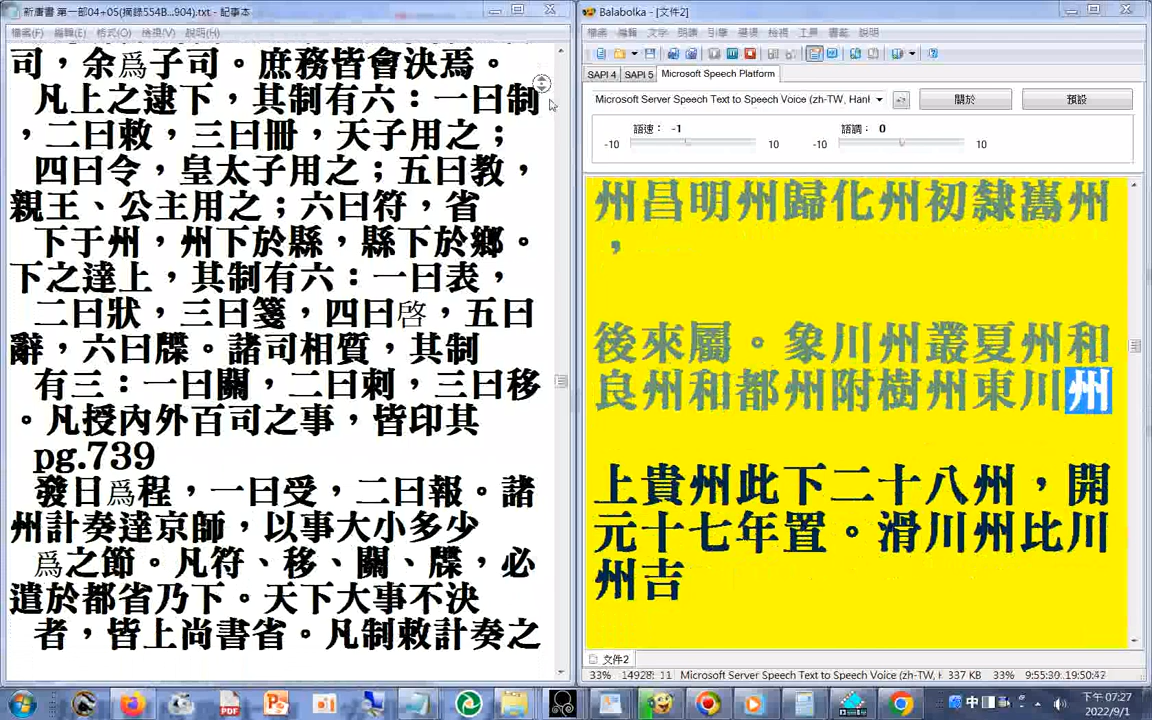 新唐書 第一部04+05(摘錄554B...904).txt - 記事本
檔案(F) 編輯(E) 格式(O) 檢視(V) 說明(H)
司，余爲子司。庶務皆會決焉。
凡上之逮下，其制有六：一曰制
，二曰敕，三曰冊，天子用之；
四曰令，皇太子用之；五曰教，
親王、公主用之；六曰符，省
下于州，州下於縣，縣下於鄉。
下之達上，其制有六：一曰表，
二曰狀，三曰箋，四曰啓，五曰
辭，六曰牒。諸司相質，其制
有三：一曰關，二曰刺，三曰移
。凡授內外百司之事，皆印其
pg.739
發日爲程，一曰受，二曰報。諸
州計奏達京師，以事大小多少
爲之節。凡符、移、關、牒，必
遣於都省乃下。天下大事不決
者，皆上尚書省。凡制敕計奏之
Balabolka - [文件2]
檔案 編輯 文字 朗讀 引擎 選項 檢視 工具 書籤 說明
SAPI 4 SAPI 5 Microsoft Speech Platform
Microsoft Server Speech Text to Speech Voice (zh-TW, Hanl
關於 預設
語速： -1 語調： 0
-10 10 -10 10
州昌明州歸化州初隸巂州
，
後來屬。象川州叢夏州和
良州和都州附樹州東川州
上貴州此下二十八州，開
元十七年置。滑川州比川
州吉
文件2
33% 14928: 11 Microsoft Server Speech Text to Speech Voice (zh-TW, H 337 KB 33% 9:55:30 19:50:42
中
下午 07:27
2022/9/1